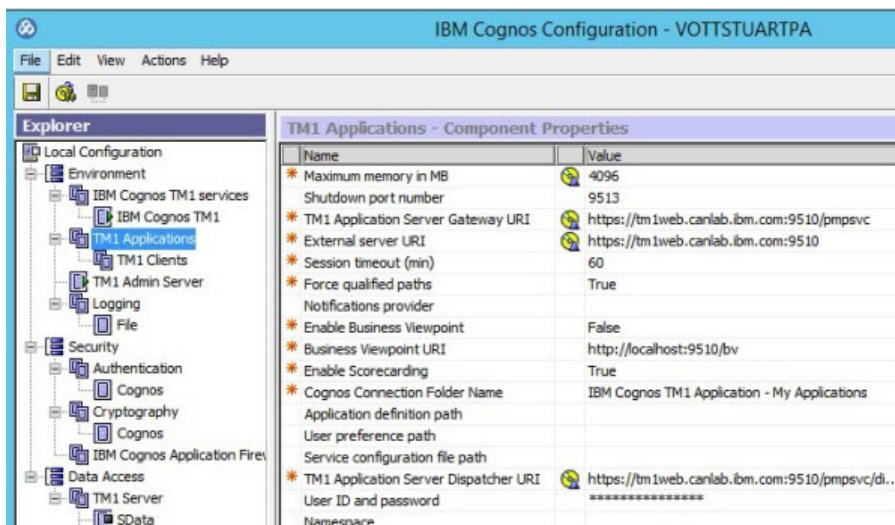 IBM Cognos Configuration - VOTTSTUARTPA
File Edit View Actions Help
Explorer
Local Configuration
Environment
IBM Cognos TM1 services
IBM Cognos TM1
TM1 Applications
TM1 Clients
TM1 Admin Server
Logging
File
Security
Authentication
Cognos
Cryptography
Cognos
IBM Cognos Application Firew
Data Access
TM1 Server
SData
TM1 Applications - Component Properties
Name Value
* Maximum memory in MB 4096
Shutdown port number 9513
* TM1 Application Server Gateway URI https://tm1web.canlab.ibm.com:9510/pmpsvc
* External server URI https://tm1web.canlab.ibm.com:9510
* Session timeout (min) 60
* Force qualified paths True
Notifications provider
* Enable Business Viewpoint False
* Business Viewpoint URI http://localhost:9510/bv
* Enable Scorecarding True
* Cognos Connection Folder Name IBM Cognos TM1 Application - My Applications
Application definition path
User preference path
Service configuration file path
* TM1 Application Server Dispatcher URI https://tm1web.canlab.ibm.com:9510/pmpsvc/di...
User ID and password ***************
Namespace